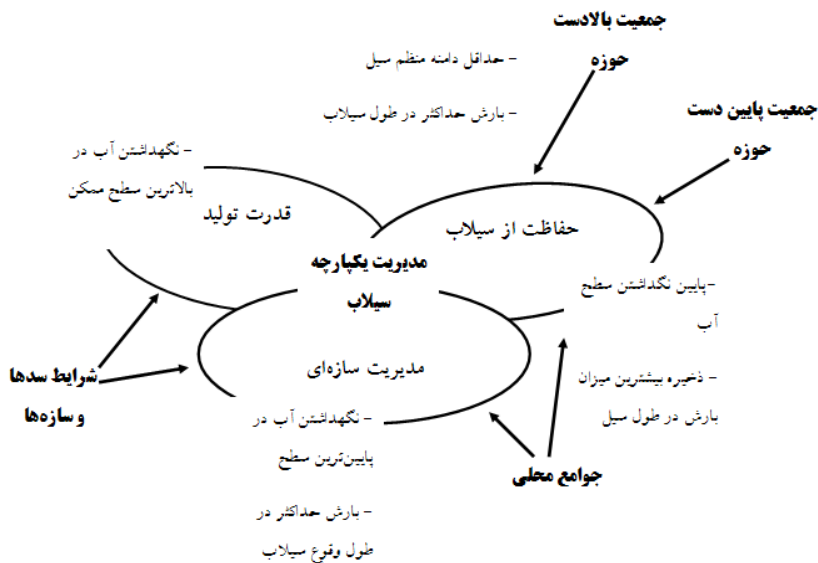 جمعیت بالادست
حوزه
- حداقل دامنه منظم سیل
- بارش حداکثر در طول سیلاب
جمعیت پایین دست
حوزه
- نگهداشتن آب در
بالاترین سطح ممکن
قدرت تولید
حفاظت از سیلاب
مدیریت یکپارچه
سیلاب
-پایین نگداشتن سطح
آب
- ذخیره بیشترین میزان
بارش در طول سیل
مدیریت سازه‌ای
شرایط سدها
و سازه‌ها
- نگهداشتن آب در
پایین‌ترین سطح
- بارش حداکثر در
طول وقوع سیلاب
جوامع محلی